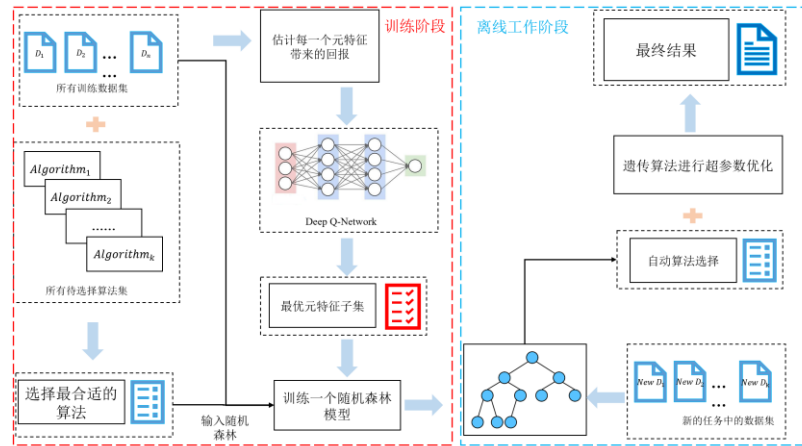 训练阶段
D₁
D₂
...
Dₙ
...
所有训练数据集
Algorithm₁
Algorithm₂
......
Algorithmₖ
所有待选择算法集
选择最合适的
算法
估计每一个元特征
带来的回报
Deep Q-Network
最优元特征子集
训练一个随机森林
模型
输入随机
森林
离线工作阶段
最终结果
遗传算法进行超参数优化
自动算法选择
New D₁
New D₂
...
New Dₖ
...
新的任务中的数据集